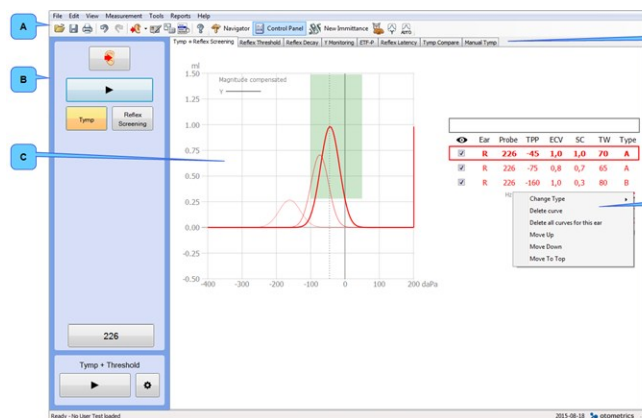 A
File Edit View Measurement Tools Reports Help
Navigator Control Panel New Immittance AUTO
Tymp + Reflex Screening Reflex Threshold Reflex Decay Y Monitoring ETF-P Reflex Latency Tymp Compare Manual Tymp
B
Tymp Reflex Screening
C
ml
1.50
Magnitude compensated
Y
1.25
1.00
0.75
0.50
0.25
0.00
-0.25
-0.50
-400 -300 -200 -100 0 200 daPa
Ear Probe TPP ECV SC TW Type
R 226 -45 1,0 1,0 70 A
R 226 -75 0,8 0,7 65 A
R 226 -160 1,0 0,3 80 B
Change Type
Delete curve
Delete all curves for this ear
Move Up
Move Down
Move To Top
226
Tymp + Threshold
Ready - No User Test loaded
2015-08-18 otometrics